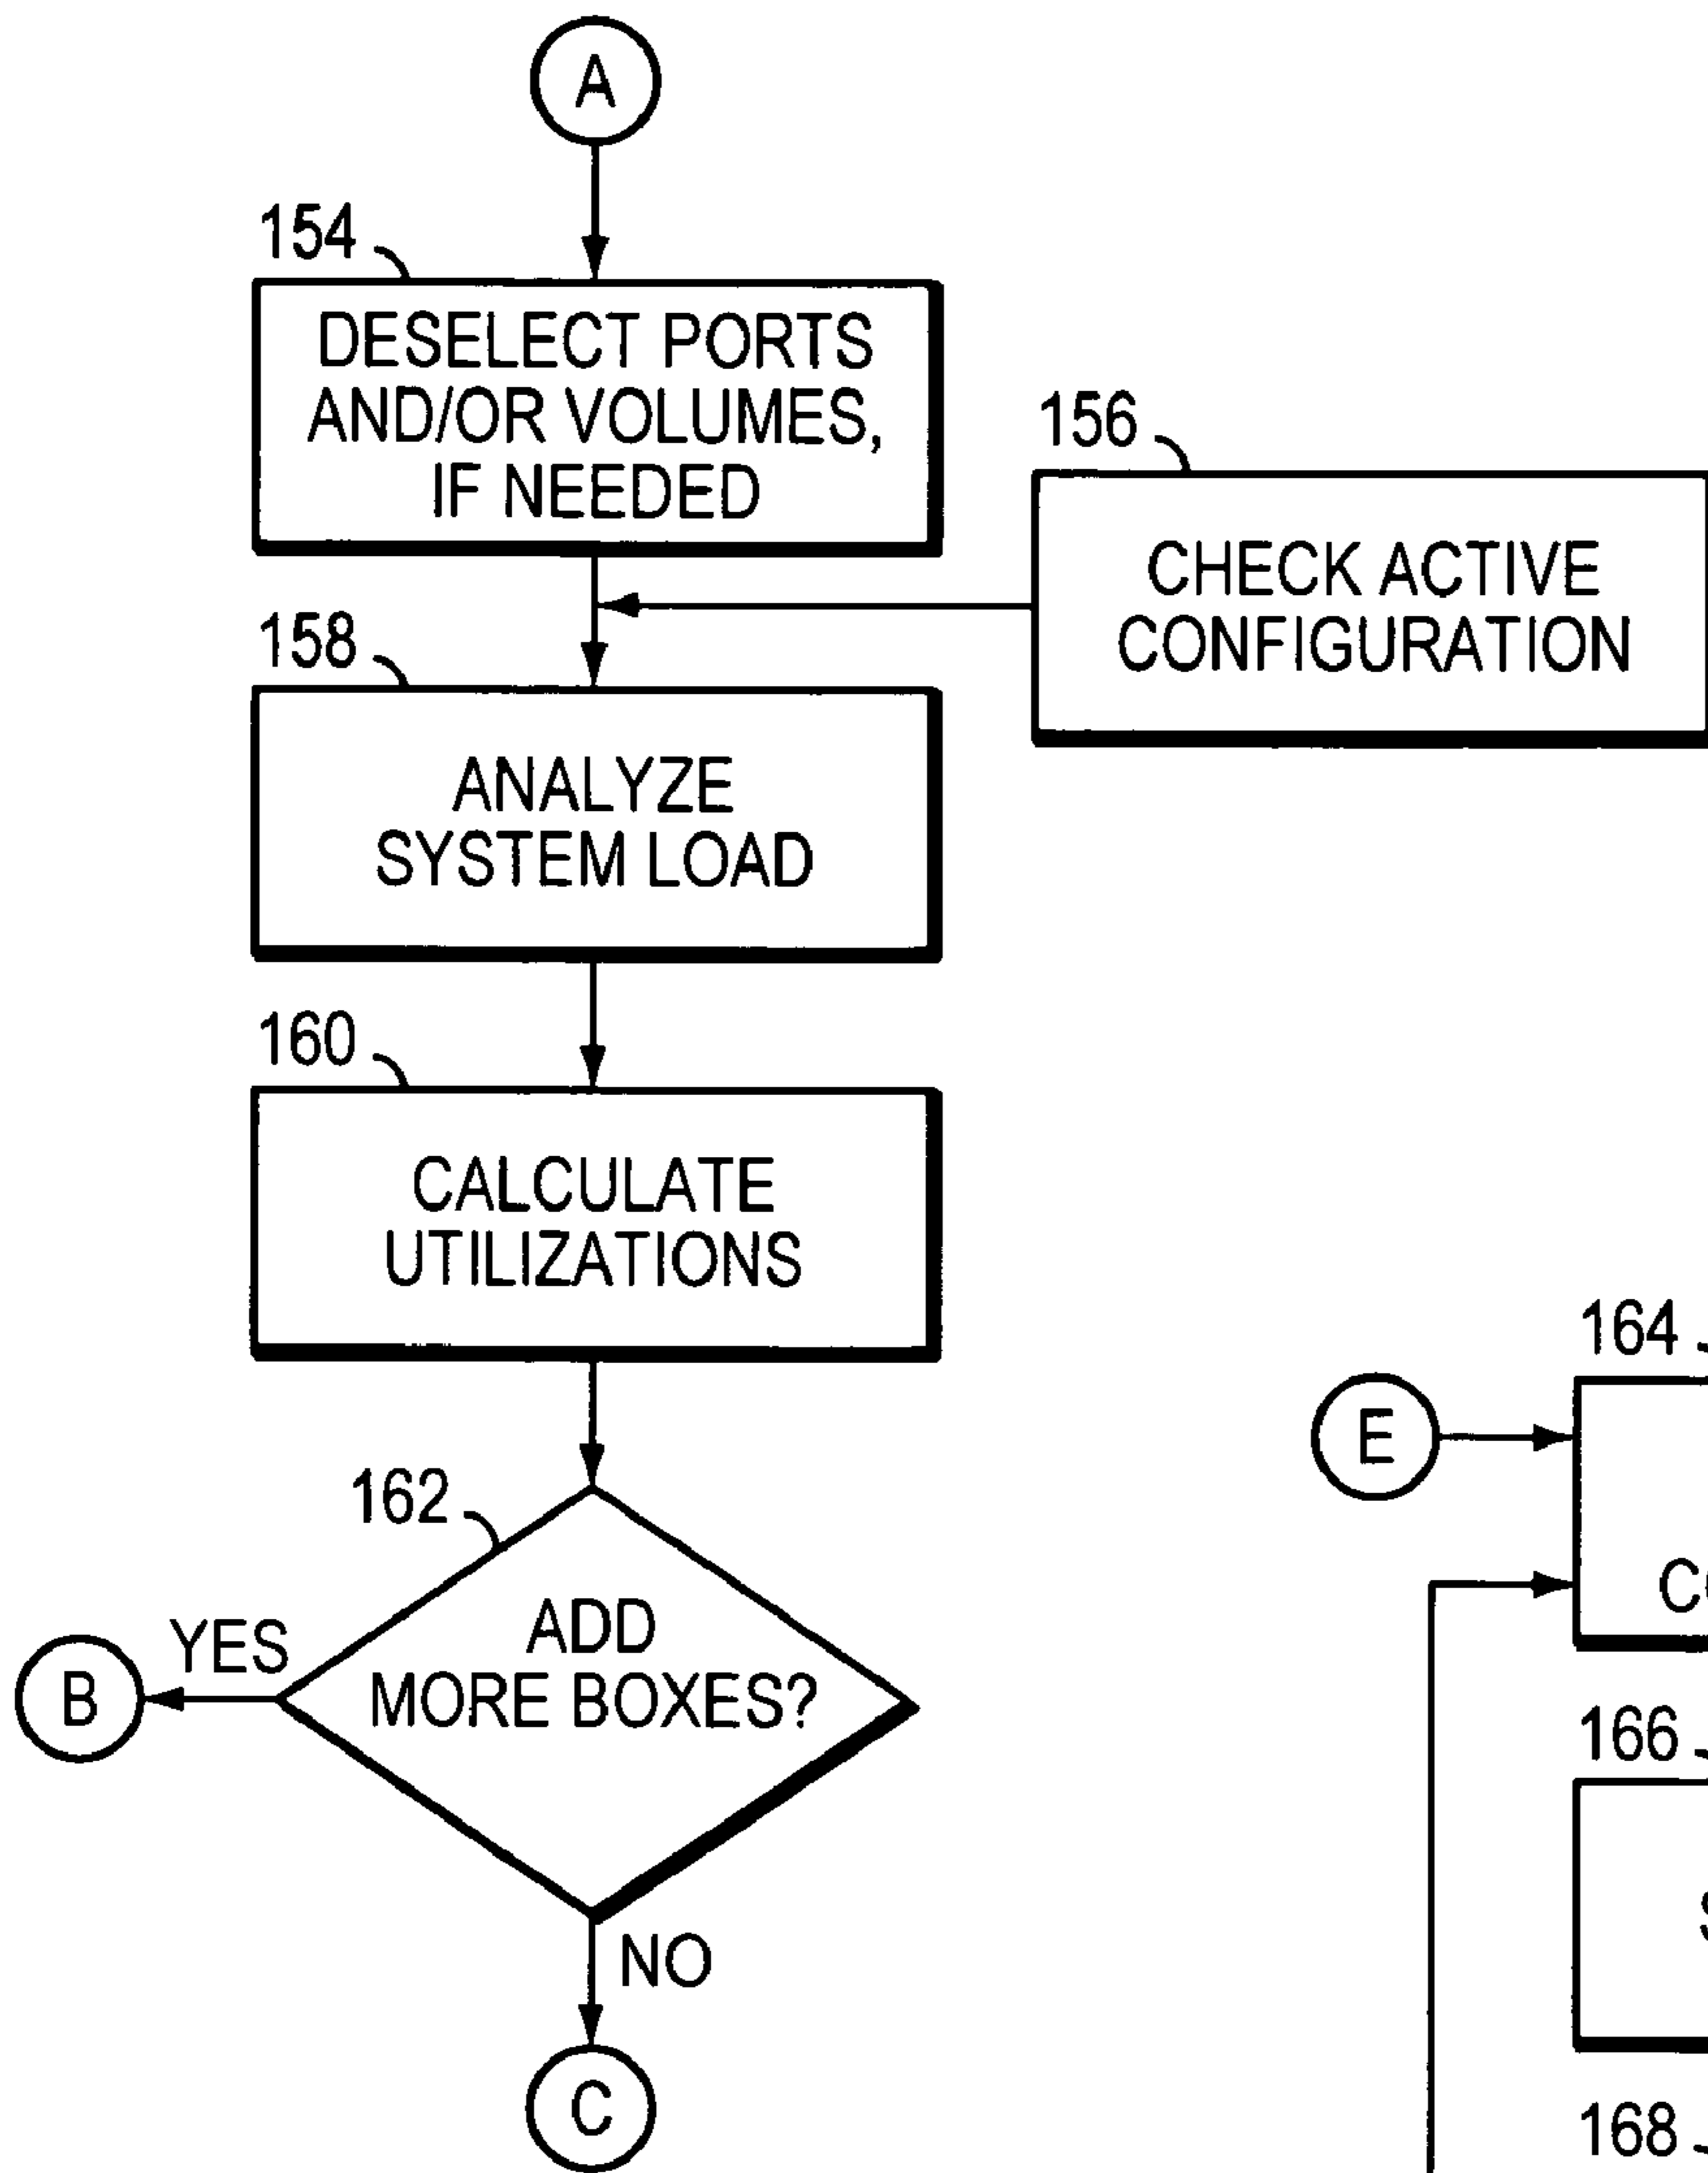 A
154
DESELECT PORTS
AND/OR VOLUMES,
IF NEEDED
156
CHECK ACTIVE
CONFIGURATION
158
ANALYZE
SYSTEM LOAD
160
CALCULATE
UTILIZATIONS
162
ADD
MORE BOXES?
YES
B
NO
C
164
E
166
168